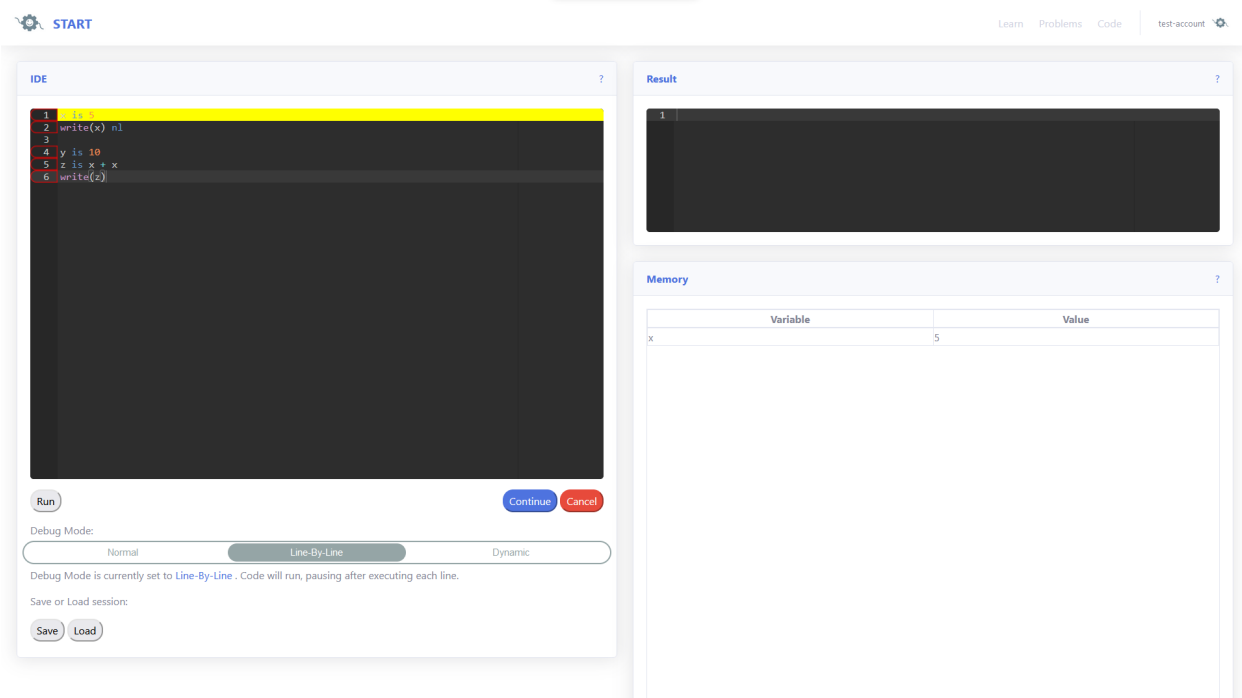 START
Learn Problems Code test-account
IDE ?
1 x is 5
2 write(x) nl
3
4 y is 10
5 z is x + x
6 write(z)
Run Continue Cancel
Debug Mode:
Normal Line-By-Line Dynamic
Debug Mode is currently set to Line-By-Line . Code will run, pausing after executing each line.
Save or Load session:
Save Load
Result ?
1
Memory ?
Variable Value
x 5